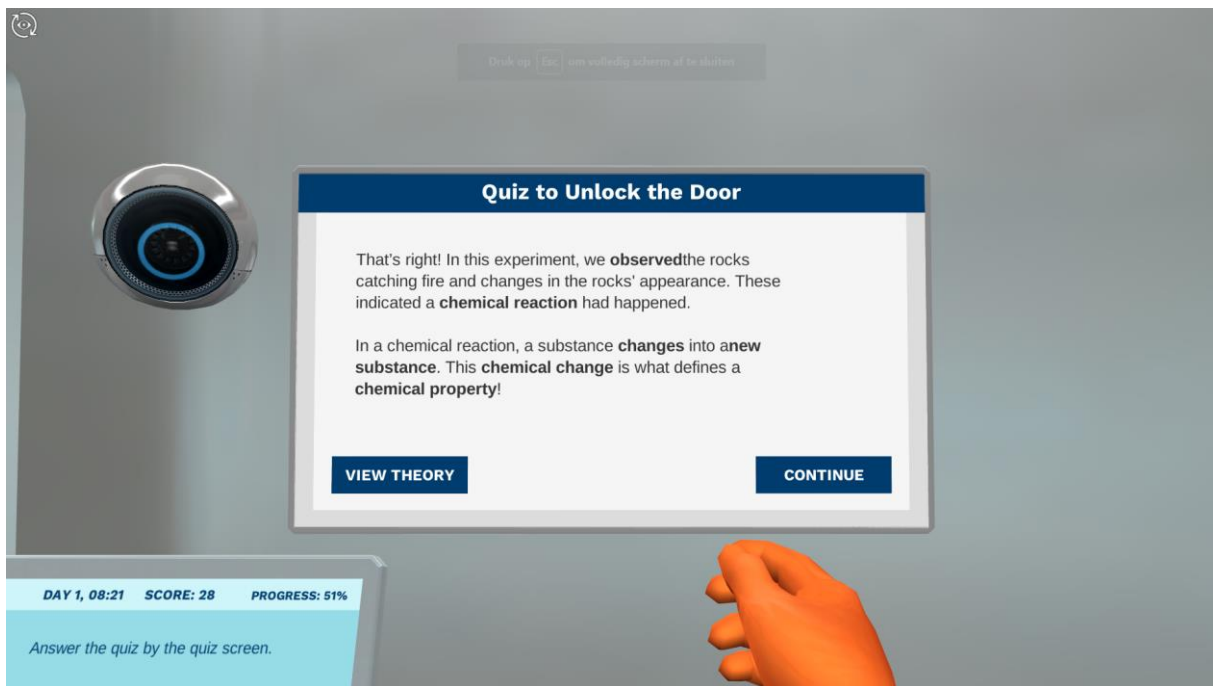 Druk op Esc om volledig scherm af te sluiten
Quiz to Unlock the Door
That's right! In this experiment, we observedthe rocks
catching fire and changes in the rocks' appearance. These
indicated a chemical reaction had happened.
In a chemical reaction, a substance changes into anew
substance. This chemical change is what defines a
chemical property!
VIEW THEORY
CONTINUE
DAY 1, 08:21 SCORE: 28 PROGRESS: 51%
Answer the quiz by the quiz screen.